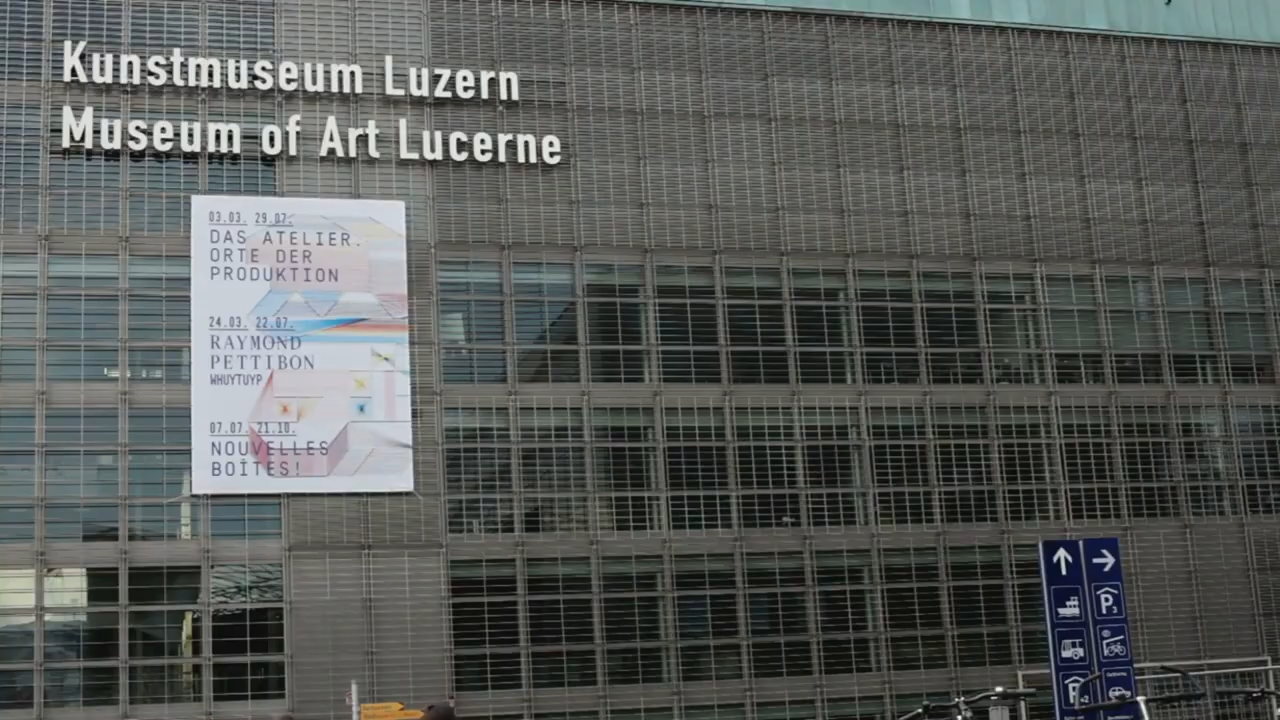 Kunstmuseum Luzern
Museum of Art Lucerne
03.03. 29.07.
DAS ATELIER.
ORTE DER
PRODUKTION
24.03. 22.07.
RAYMOND
PETTIBON
WHUYTUYP
07.07. 21.10.
NOUVELLES
BOÎTES!
P3
P